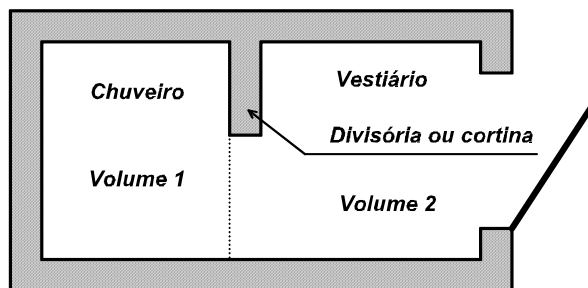 Chuveiro
Vestiário
Divisória ou cortina
Volume 1
Volume 2